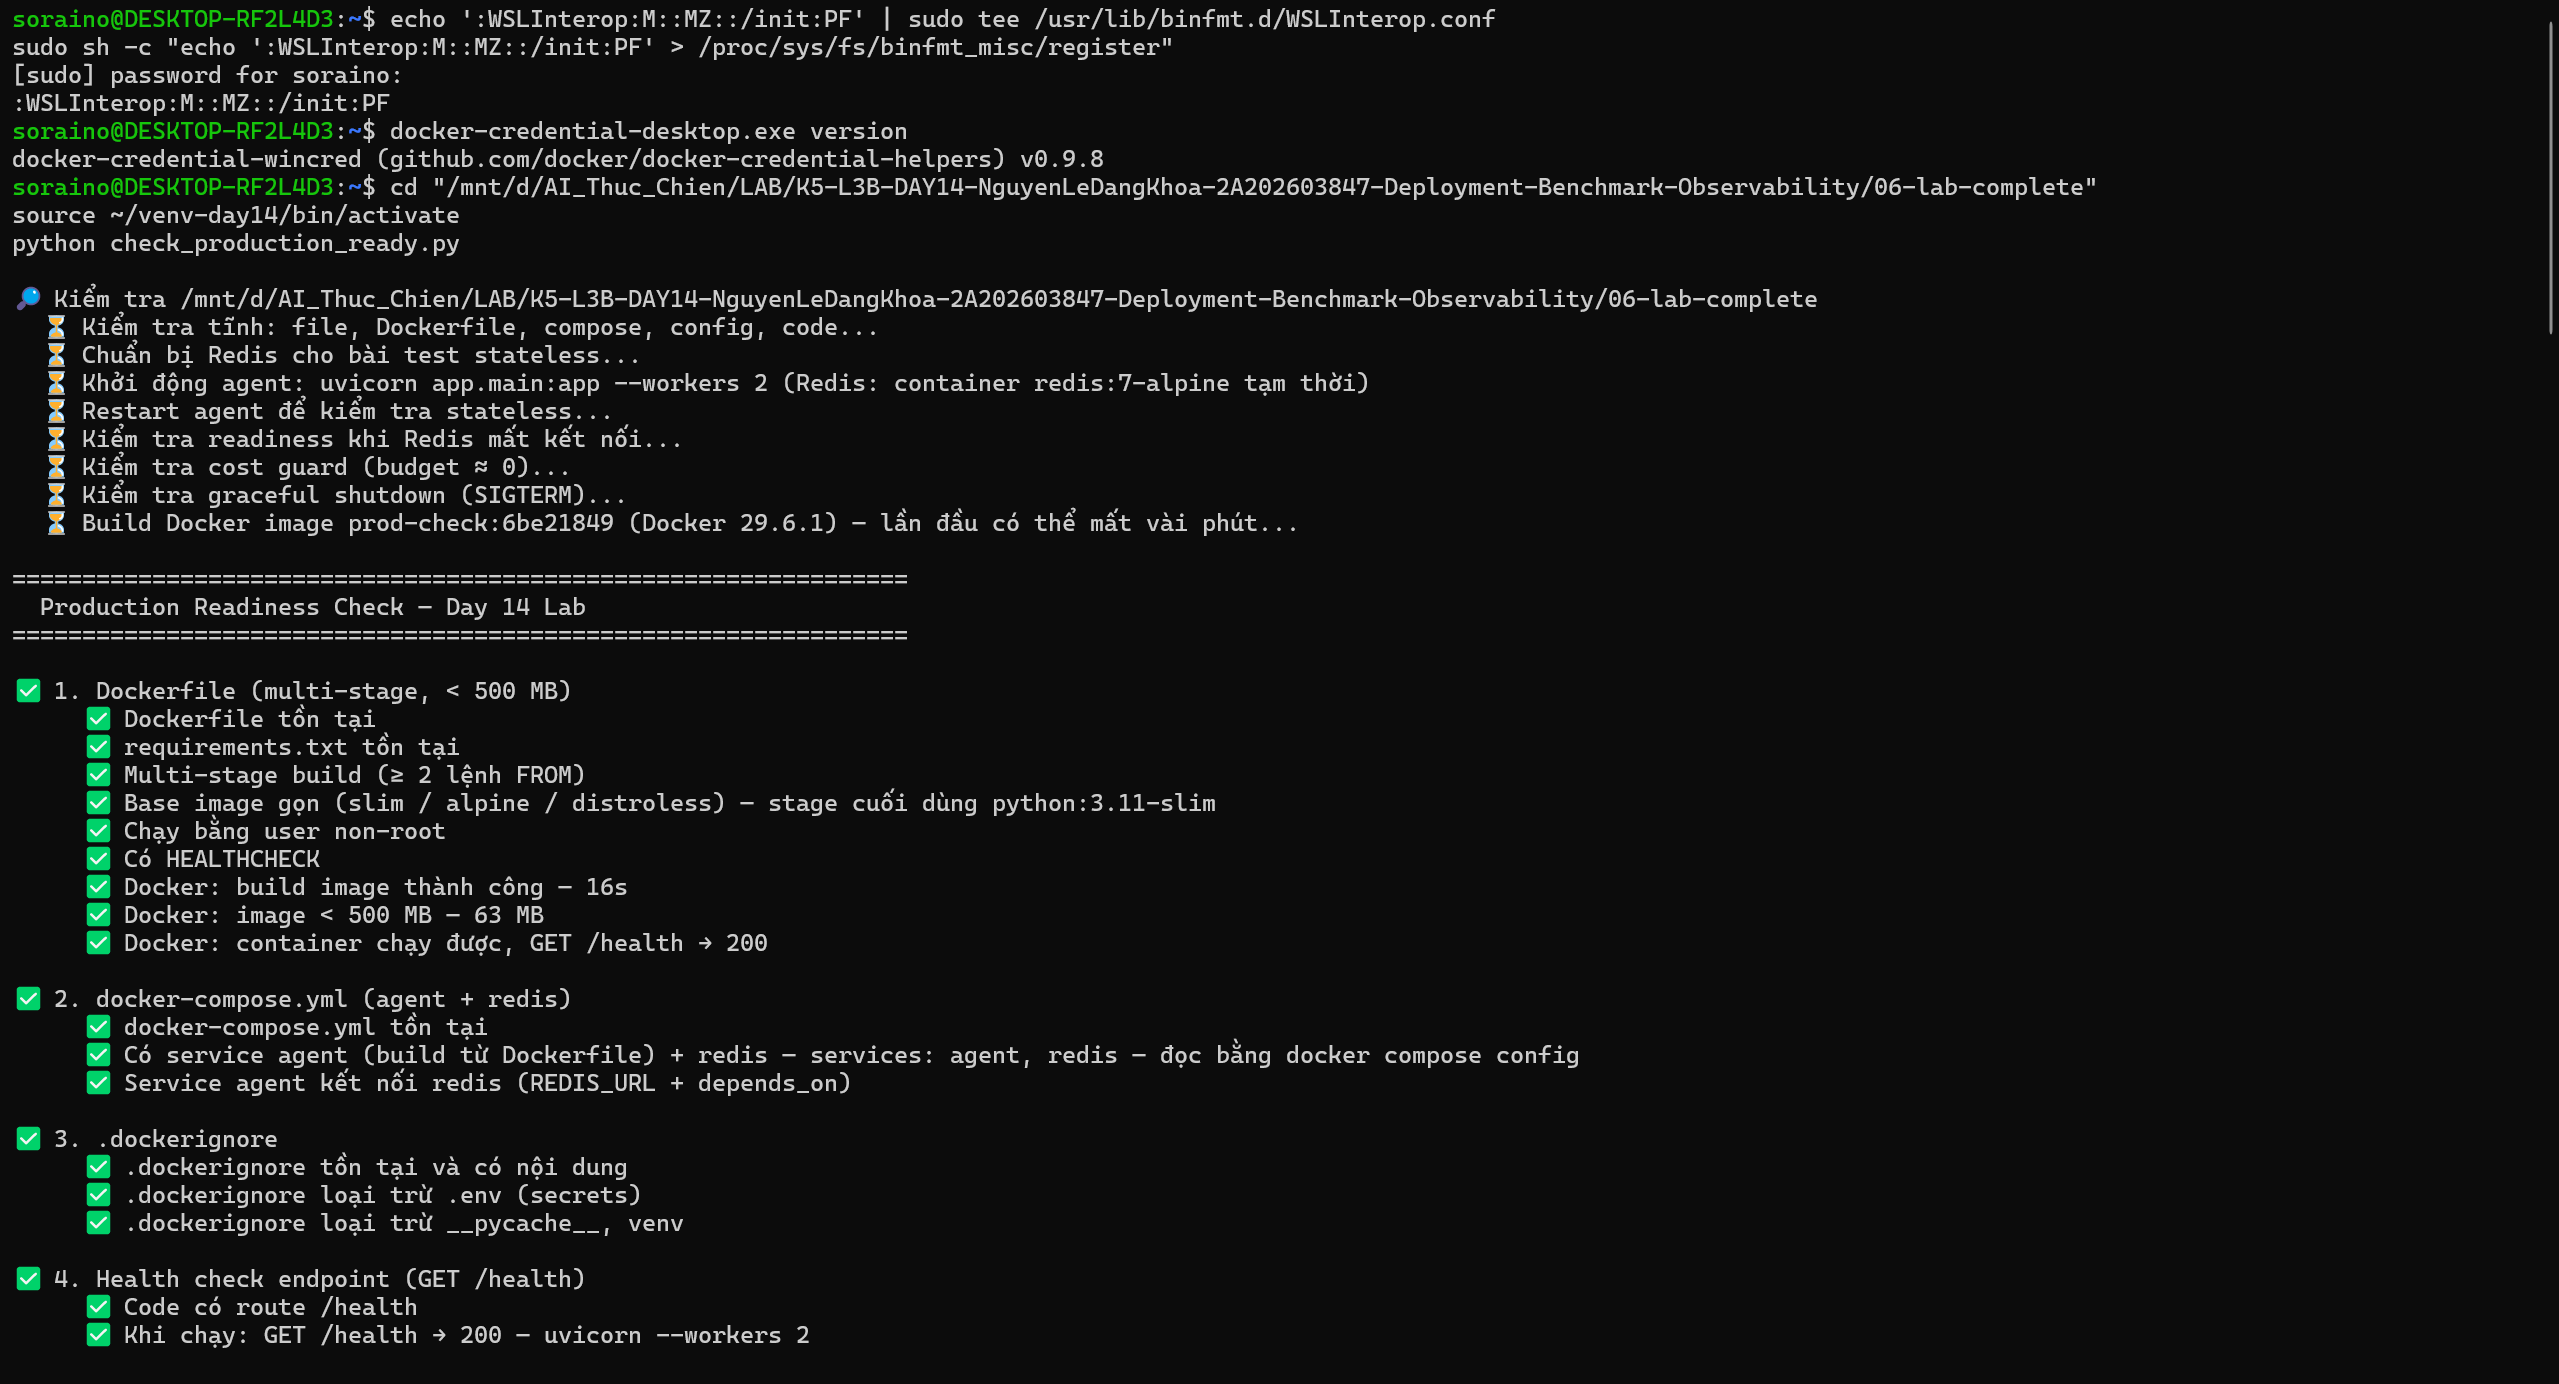 soraino@DESKTOP-RF2L4D3:~$ echo ':WSLInterop:M::MZ::/init:PF' | sudo tee /usr/lib/binfmt.d/WSLInterop.conf
sudo sh -c "echo ':WSLInterop:M::MZ::/init:PF' > /proc/sys/fs/binfmt_misc/register"
[sudo] password for soraino:
:WSLInterop:M::MZ::/init:PF
soraino@DESKTOP-RF2L4D3:~$ docker-credential-desktop.exe version
docker-credential-wincred (github.com/docker/docker-credential-helpers) v0.9.8
soraino@DESKTOP-RF2L4D3:~$ cd "/mnt/d/AI_Thuc_Chien/LAB/K5-L3B-DAY14-NguyenLeDangKhoa-2A202603847-Deployment-Benchmark-Observability/06-lab-complete"
source ~/venv-day14/bin/activate
python check_production_ready.py
🔎 Kiểm tra /mnt/d/AI_Thuc_Chien/LAB/K5-L3B-DAY14-NguyenLeDangKhoa-2A202603847-Deployment-Benchmark-Observability/06-lab-complete
⏳ Kiểm tra tĩnh: file, Dockerfile, compose, config, code...
⏳ Chuẩn bị Redis cho bài test stateless...
⏳ Khởi động agent: uvicorn app.main:app --workers 2 (Redis: container redis:7-alpine tạm thời)
⏳ Restart agent để kiểm tra stateless...
⏳ Kiểm tra readiness khi Redis mất kết nối...
⏳ Kiểm tra cost guard (budget ≈ 0)...
⏳ Kiểm tra graceful shutdown (SIGTERM)...
⏳ Build Docker image prod-check:6be21849 (Docker 29.6.1) — lần đầu có thể mất vài phút...
================================================================
Production Readiness Check — Day 14 Lab
================================================================
✅ 1. Dockerfile (multi-stage, < 500 MB)
✅ Dockerfile tồn tại
✅ requirements.txt tồn tại
✅ Multi-stage build (≥ 2 lệnh FROM)
✅ Base image gọn (slim / alpine / distroless) — stage cuối dùng python:3.11-slim
✅ Chạy bằng user non-root
✅ Có HEALTHCHECK
✅ Docker: build image thành công — 16s
✅ Docker: image < 500 MB — 63 MB
✅ Docker: container chạy được, GET /health → 200
✅ 2. docker-compose.yml (agent + redis)
✅ docker-compose.yml tồn tại
✅ Có service agent (build từ Dockerfile) + redis — services: agent, redis — đọc bằng docker compose config
✅ Service agent kết nối redis (REDIS_URL + depends_on)
✅ 3. .dockerignore
✅ .dockerignore tồn tại và có nội dung
✅ .dockerignore loại trừ .env (secrets)
✅ .dockerignore loại trừ __pycache__, venv
✅ 4. Health check endpoint (GET /health)
✅ Code có route /health
✅ Khi chạy: GET /health → 200 — uvicorn --workers 2